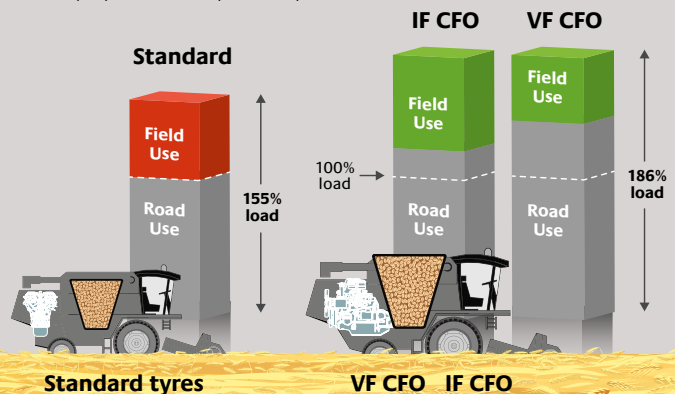 IF CFO
VF CFO
Standard
Field
Use
Field
Use
Field
Use
100%
load
155%
load
186%
load
Road
Use
Road
Use
Road
Use
Standard tyres
VF CFO IF CFO